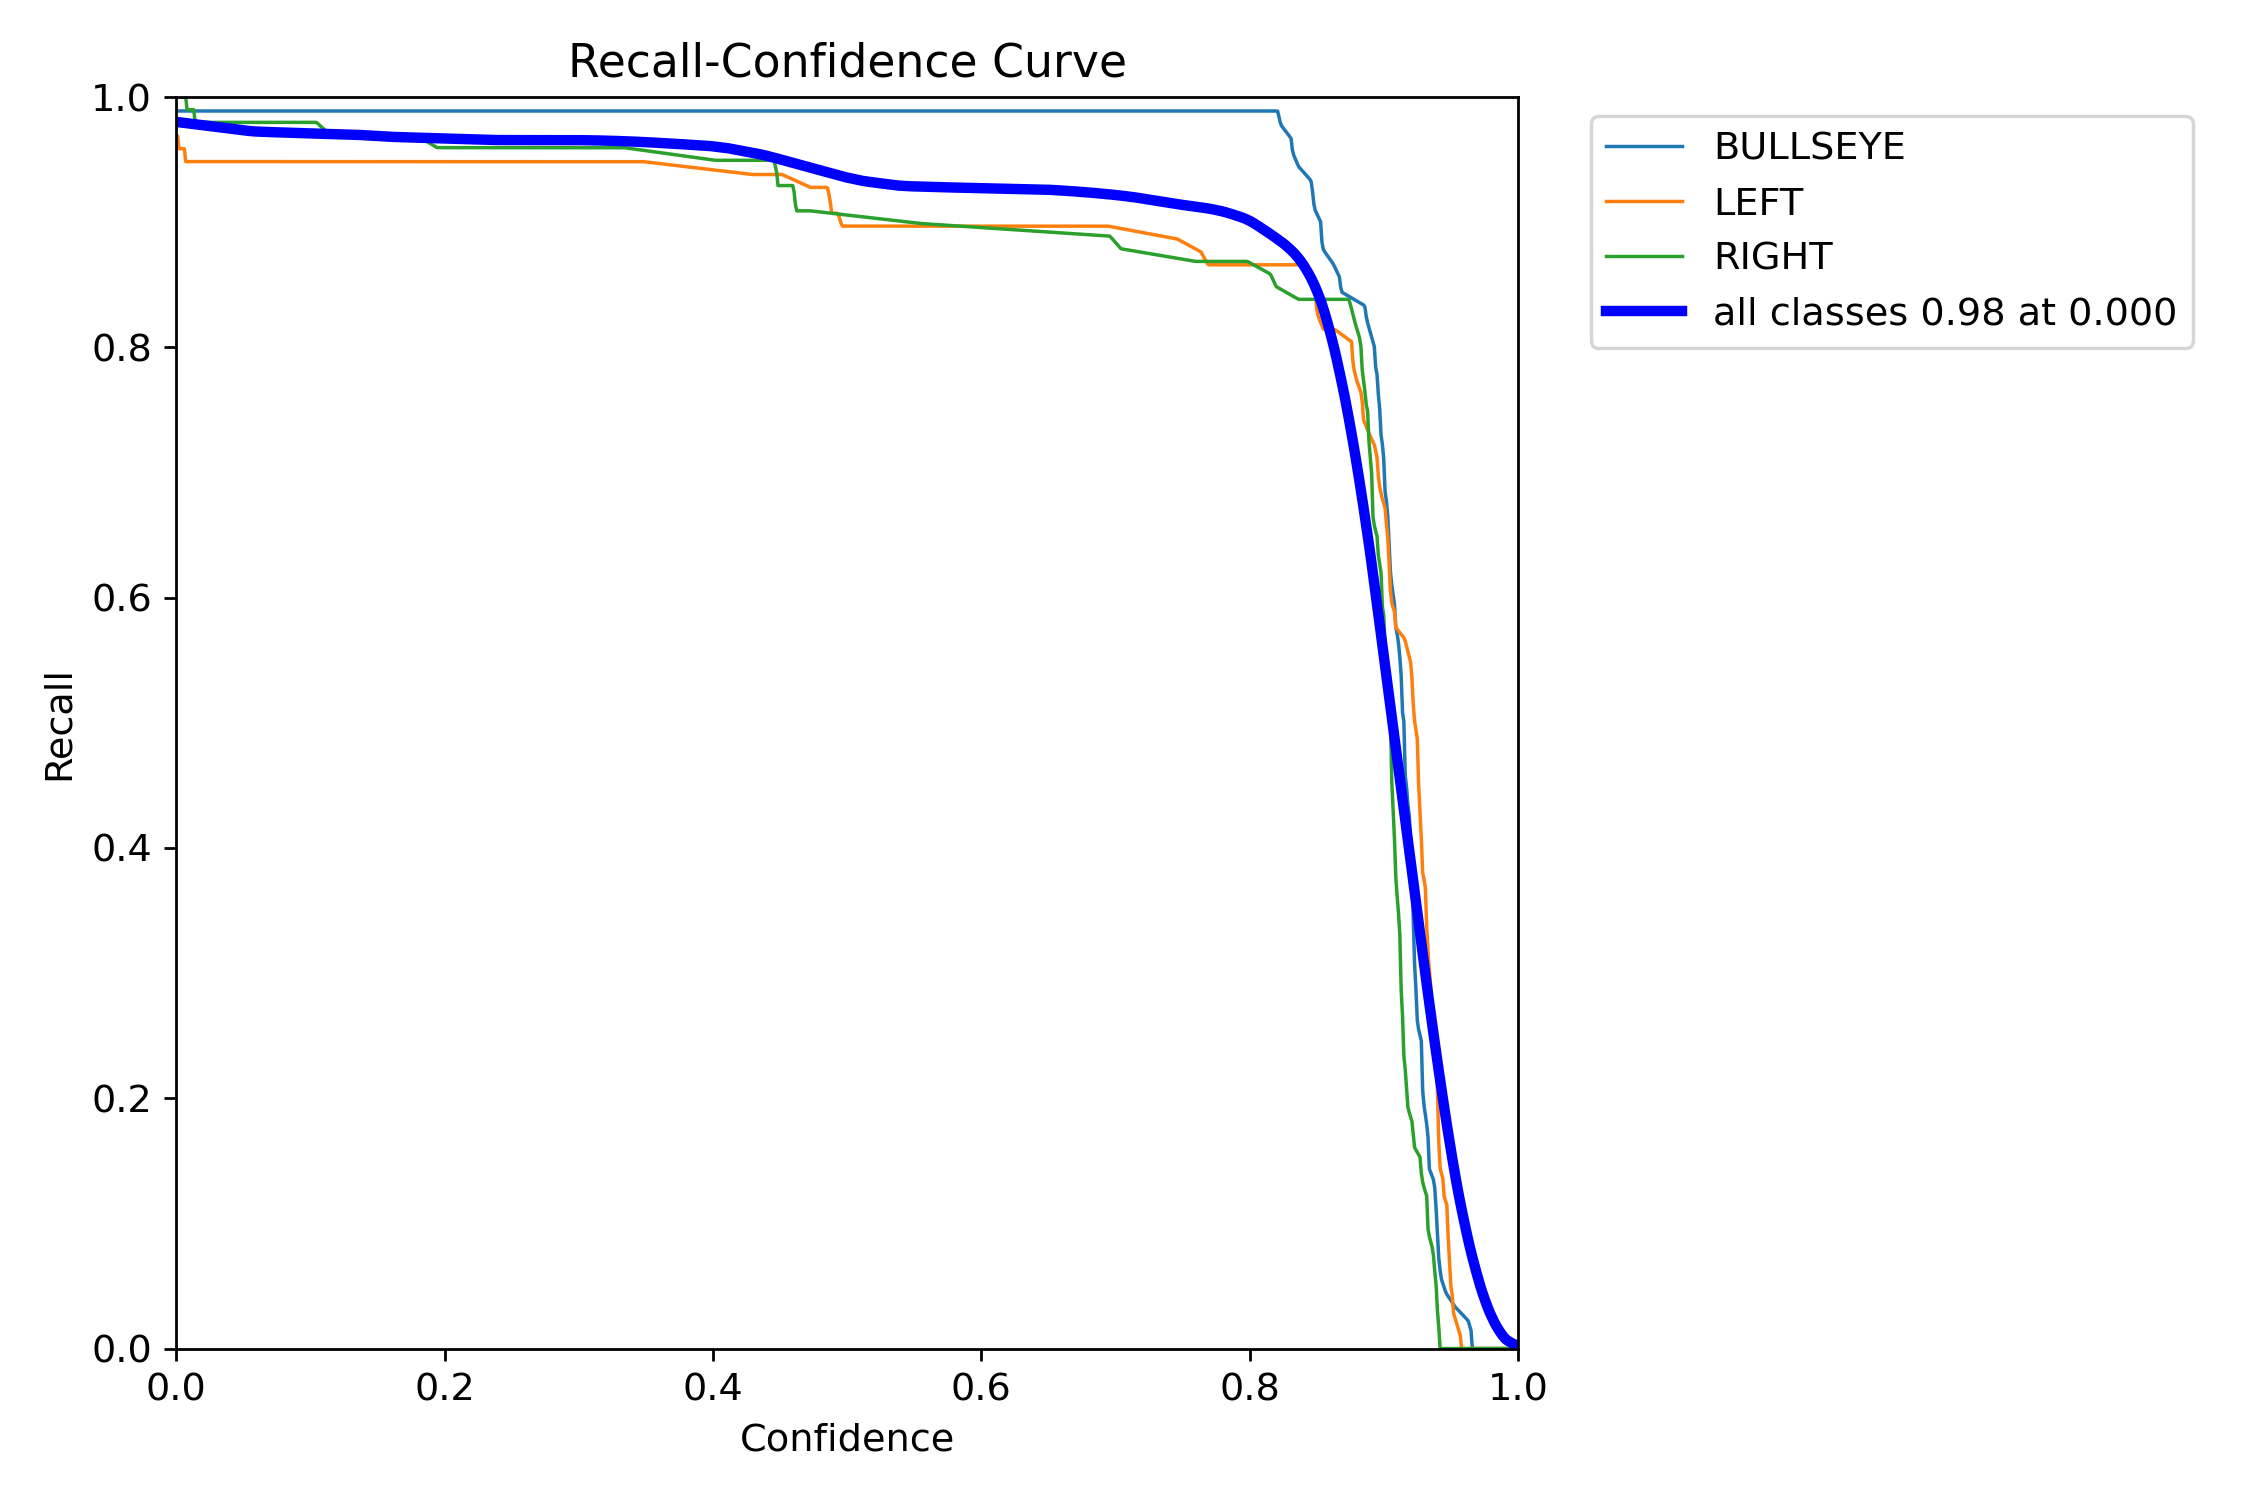 Recall-Confidence Curve
1.0
0.8
0.6
0.4
0.2
0.0
Recall
0.0 0.2 0.4 0.6 0.8 1.0
Confidence
BULLSEYE
LEFT
RIGHT
all classes 0.98 at 0.000